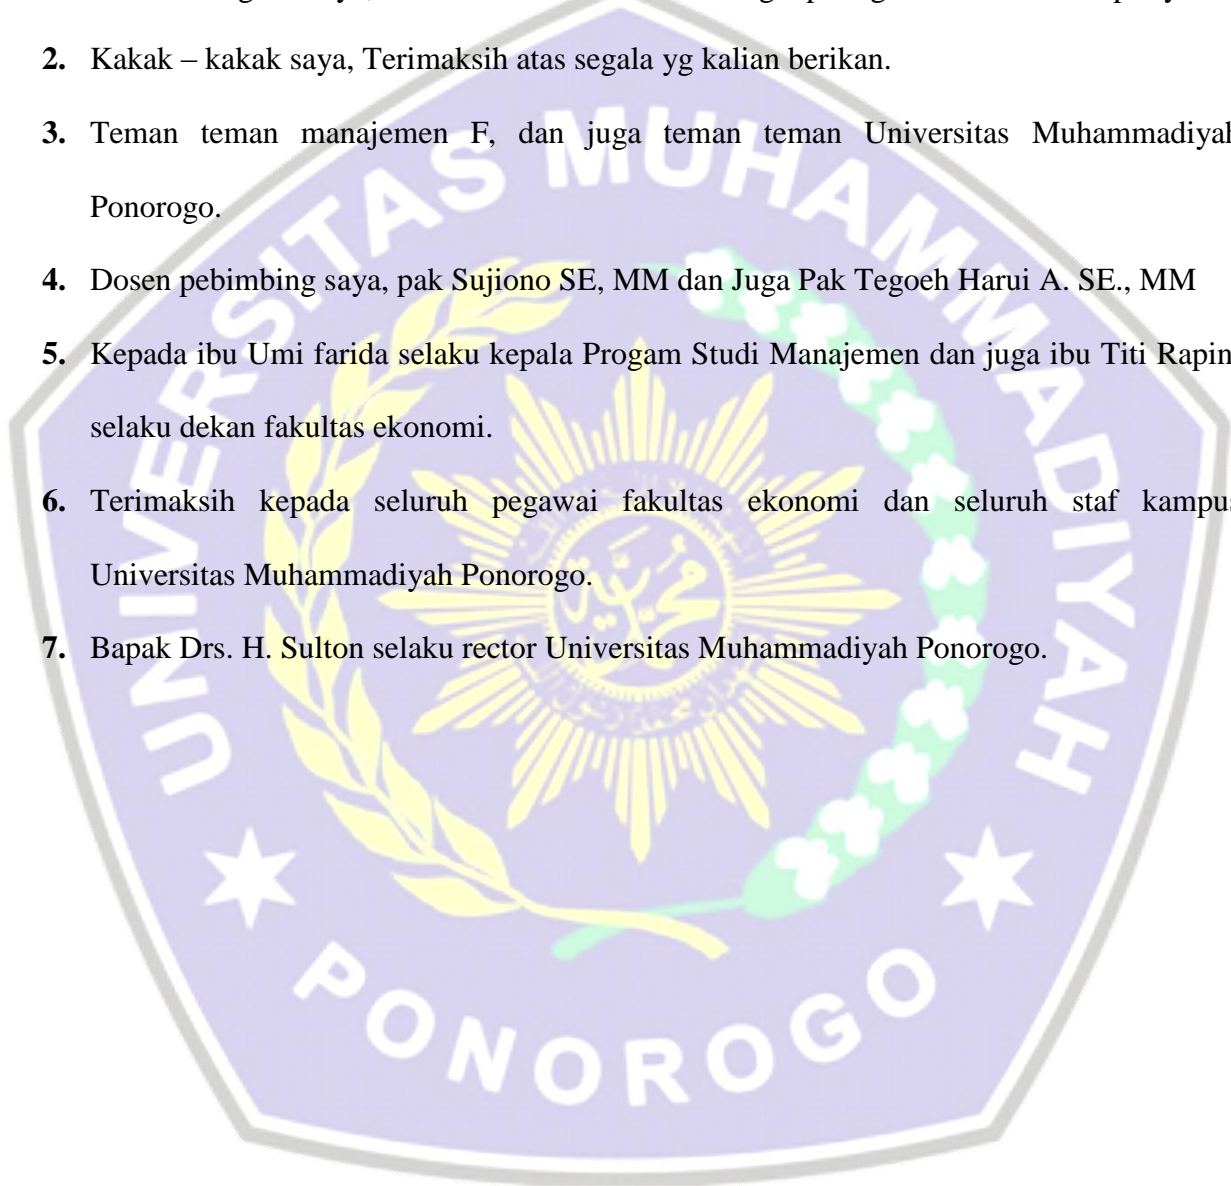 2. Kakak – kakak saya, Terimaksih atas segala yg kalian berikan.
3. Teman teman manajemen F, dan juga teman teman Universitas Muhammadiyah
Ponorogo.
4. Dosen pebimbing saya, pak Sujiono SE, MM dan Juga Pak Tegoeh Harui A. SE., MM
5. Kepada ibu Umi farida selaku kepala Progam Studi Manajemen dan juga ibu Titi
selaku dekan fakultas ekonomi.
6. Terimaksih kepada seluruh pegawai fakultas ekonomi dan seluruh staf kampus
Universitas Muhammadiyah Ponorogo.
7. Bapak Drs. H. Sulton selaku rector Universitas Muhammadiyah Ponorogo.
UNIVERSITAS MUHAMMADIYAH
PONOROGO